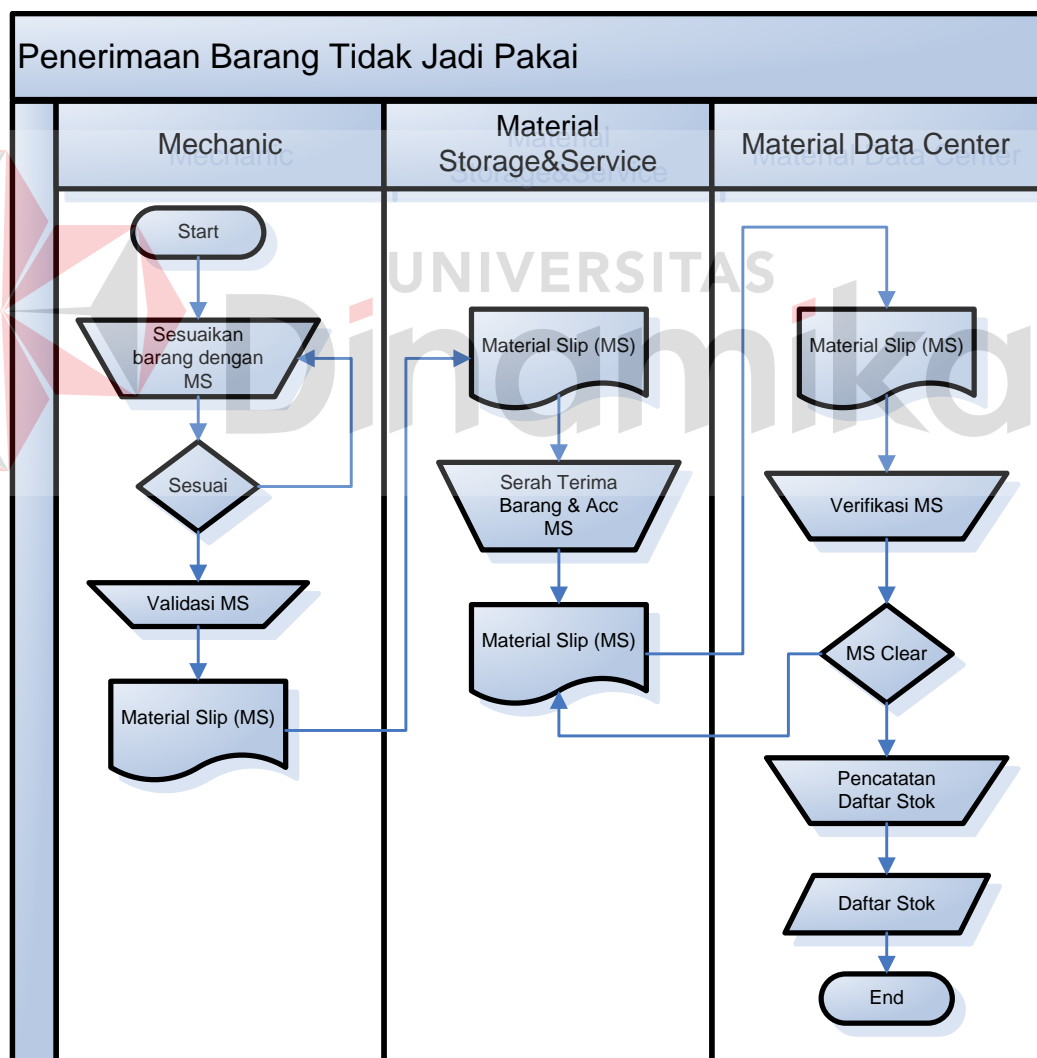 Penerimaan Barang Tidak Jadi Pakai
Mechanic
Material
Storage&Service
Material Data Center
Start
Sesuaikan
barang dengan
MS
Sesuai
Validasi MS
Material Slip (MS)
Material Slip (MS)
Serah Terima
Barang & Acc
MS
Material Slip (MS)
Material Slip (MS)
Verifikasi MS
MS Clear
Pencatatan
Daftar Stok
Daftar Stok
End
UNIVERSITAS
Dinamika